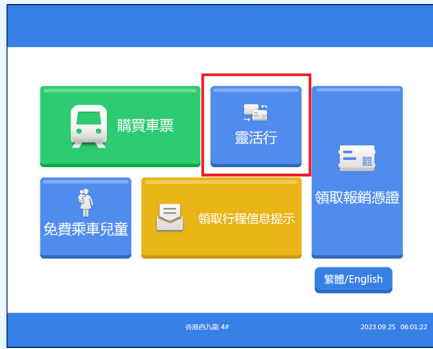 購買車票
靈活行
領取報銷憑證
免費乘車兒童
領取行程信息提示
繁體/English
香港西九龍 4#
2023.09.25 06:01:22